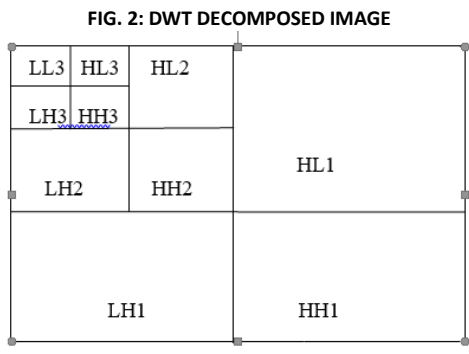 FIG. 2: DWT DECOMPOSED IMAGE
LL3 HL3 HL2
LH3 HH3
HL1
LH2 HH2
LH1 HH1